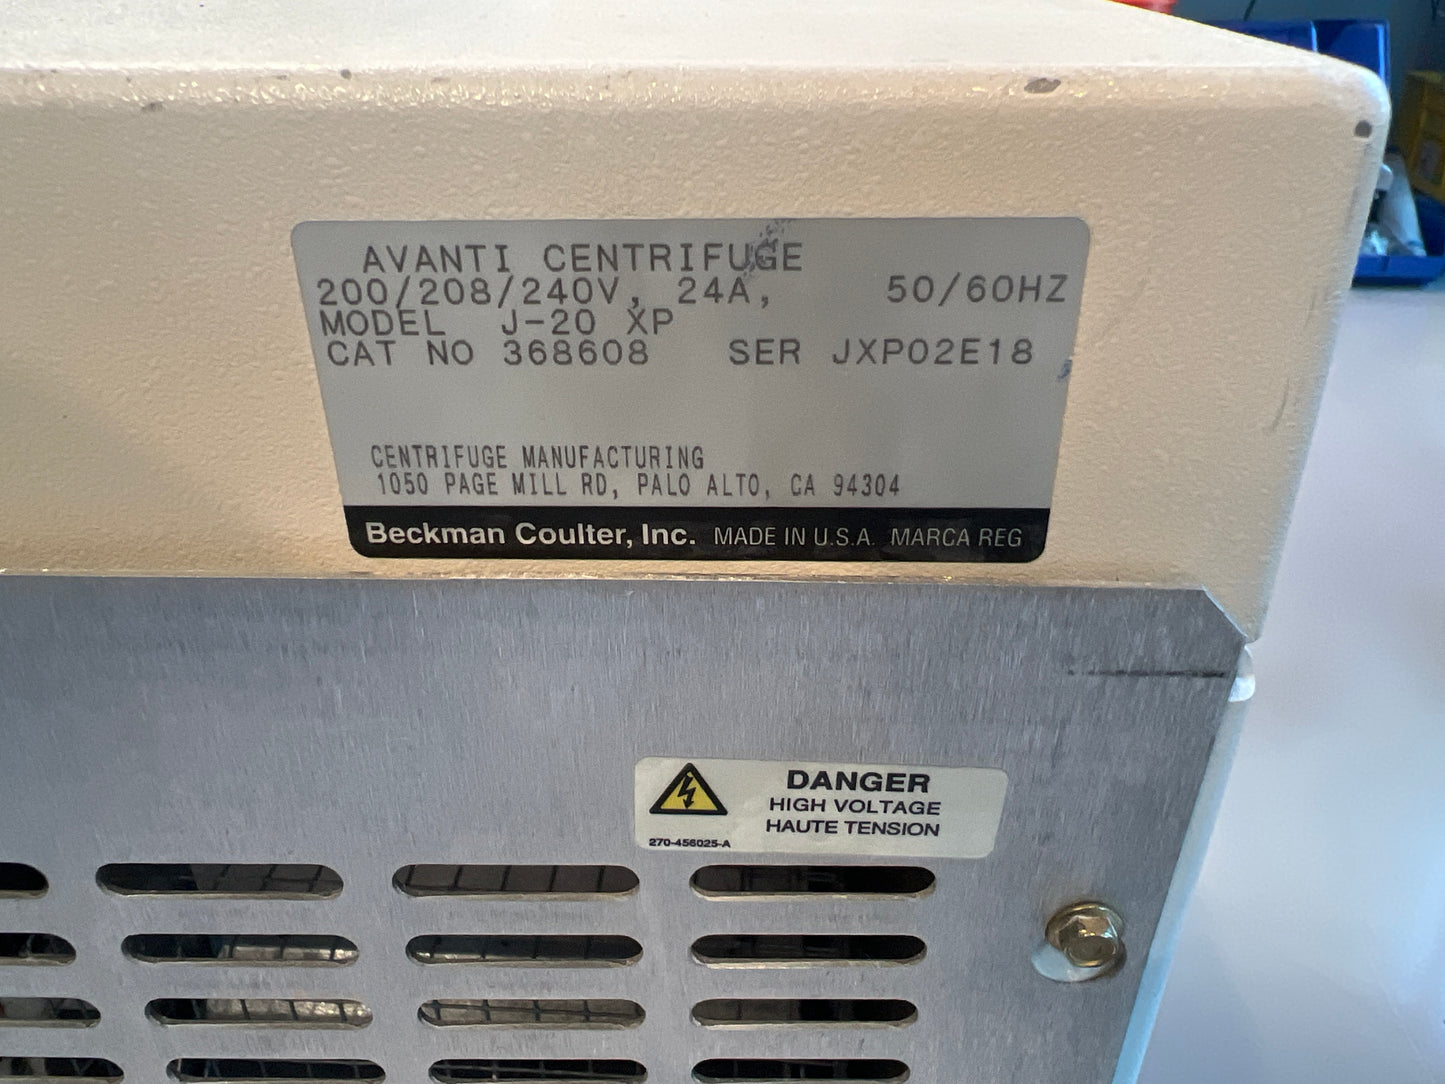 AVANTI CENTRIFUGE
200/208/240V, 24A, 50/60HZ
MODEL J-20 XP
CAT NO 368608 SER JXP02E18
CENTRIFUGE MANUFACTURING
1050 PAGE MILL RD, PALO ALTO, CA 94304
Beckman Coulter, Inc. MADE IN U.S.A. MARCA REG
DANGER
HIGH VOLTAGE
HAUTE TENSION
270-456025-A